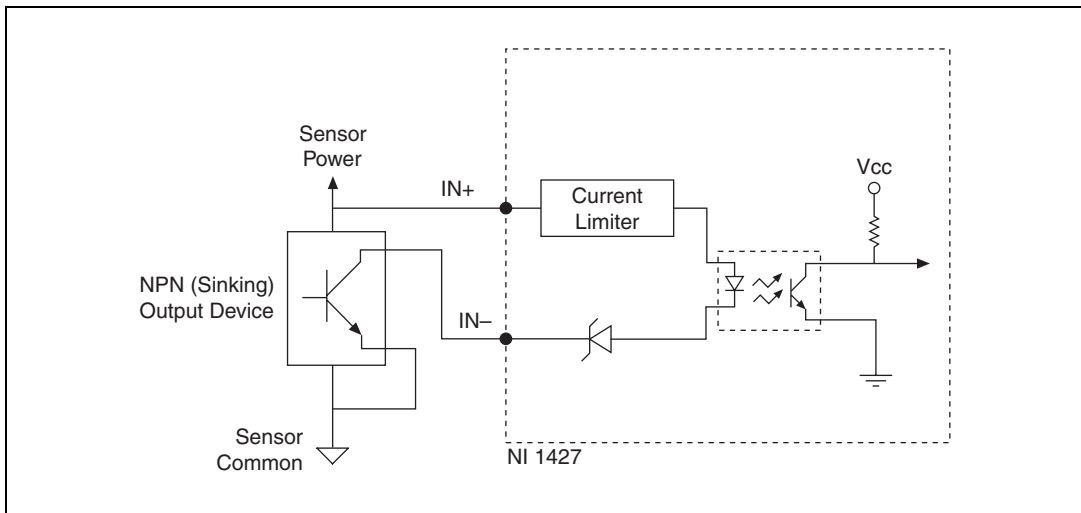 Sensor
Power
IN+
Current
Limiter
Vcc
NPN (Sinking)
Output Device
IN–
Sensor
Common
NI 1427